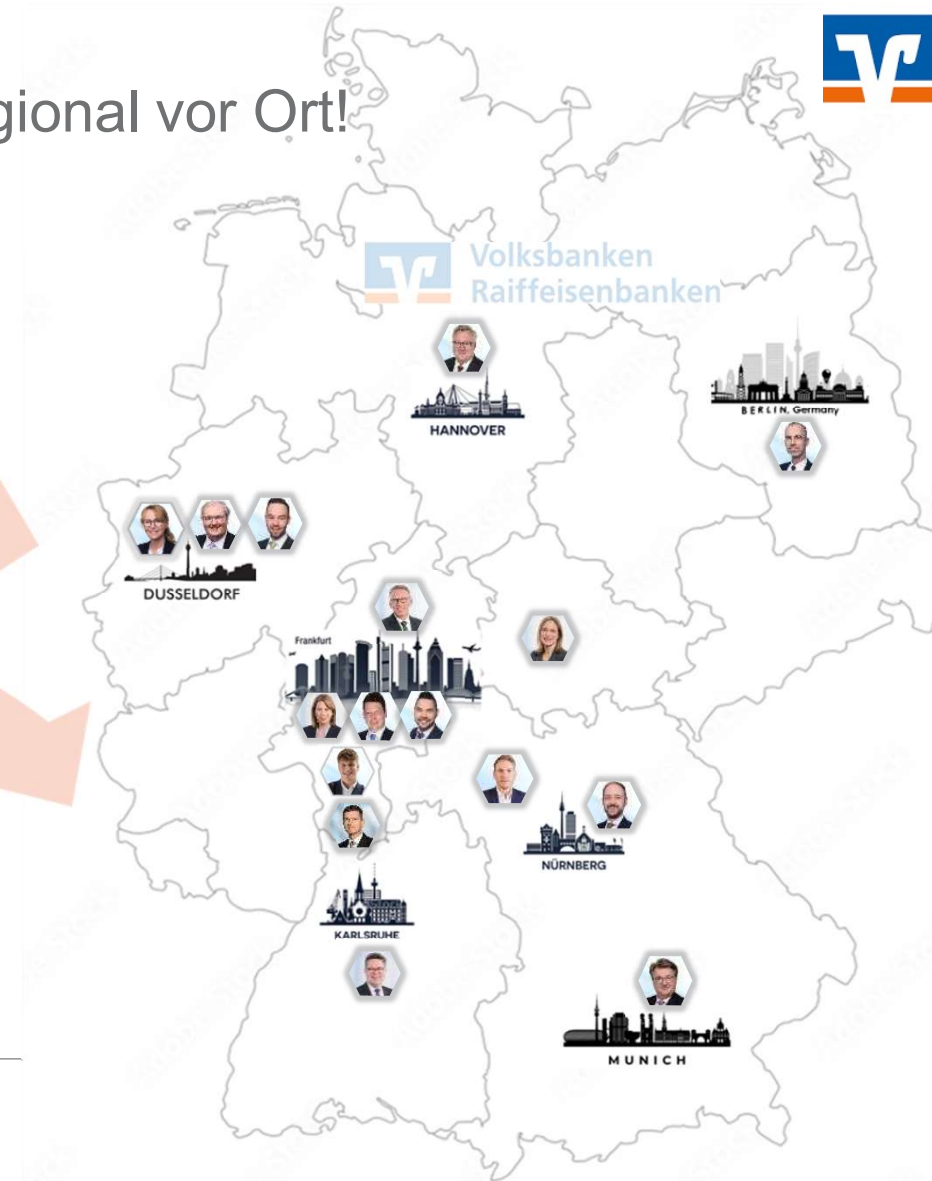 gional vor Ort!
Volksbanken
Raiffeisenbanken
HANNOVER
BERLIN, Germany
DUSSELDORF
Frankfurt
NÜRNBERG
KARLSRUHE
MUNICH